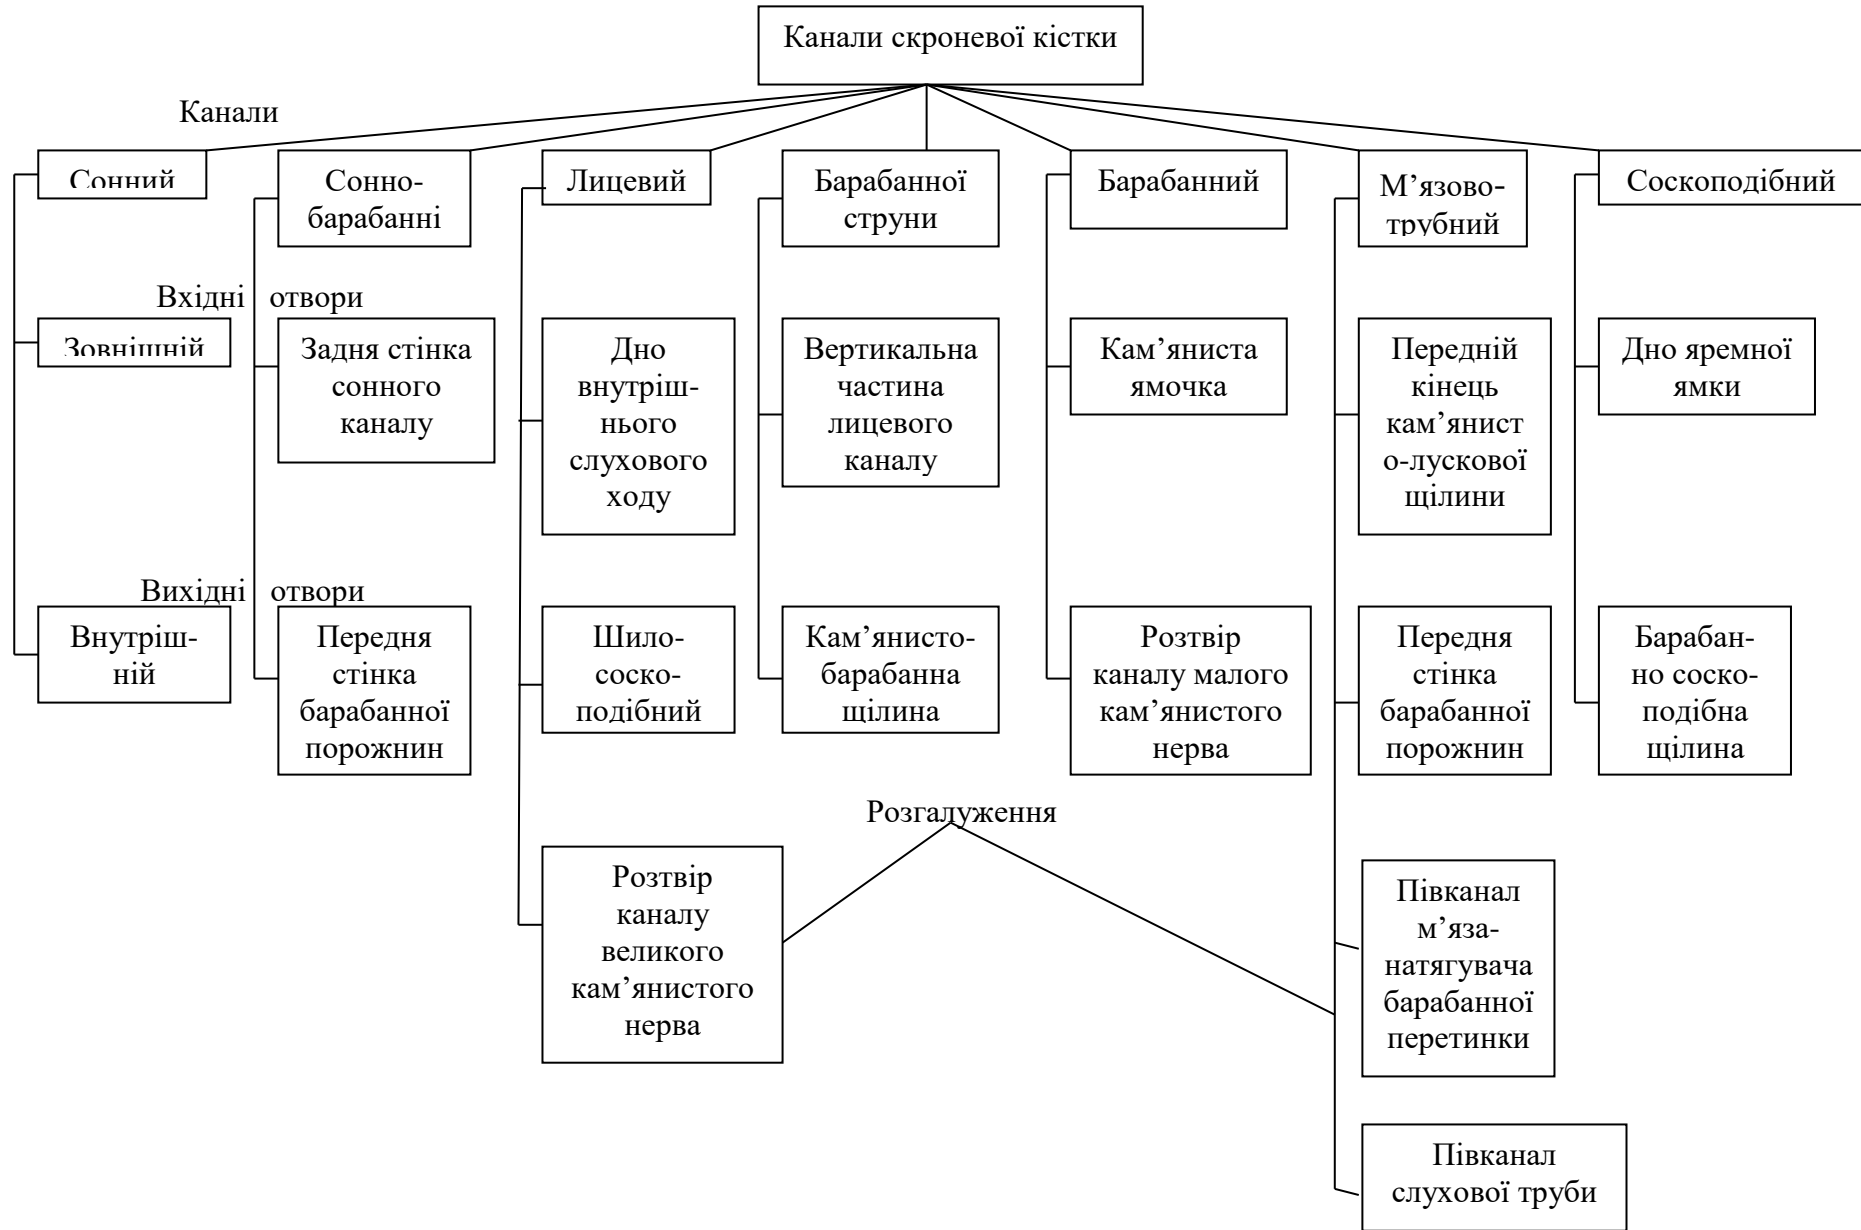 Канали скроневої кістки
Канали
Сонний
Сонно-
барабанні
Лицевий
Барабанної
струни
Барабанний
М’язово-
трубний
Соскоподібний
Вхідні отвори
Зовнішній
Задня стінка
сонного
каналу
Дно
внутріш-
нього
слухового
ходу
Вертикальна
частина
лицевого
каналу
Кам’яниста
ямочка
Передній
кінець
кам’янист
о-лускової
щілини
Дно яремної
ямки
Вихідні отвори
Внутріш-
ній
Передня
стінка
барабанної
порожнин
Шило-
соско-
подібний
Кам’янисто-
барабанна
щілина
Розтвір
каналу малого
кам’янистого
нерва
Передня
стінка
барабанної
порожнин
Барабан-
но соско-
подібна
щілина
Розгалуження
Розтвір
каналу
великого
кам’янистого
нерва
Півканал
м’яза-
натягувача
барабанної
перетинки
Півканал
слухової труби